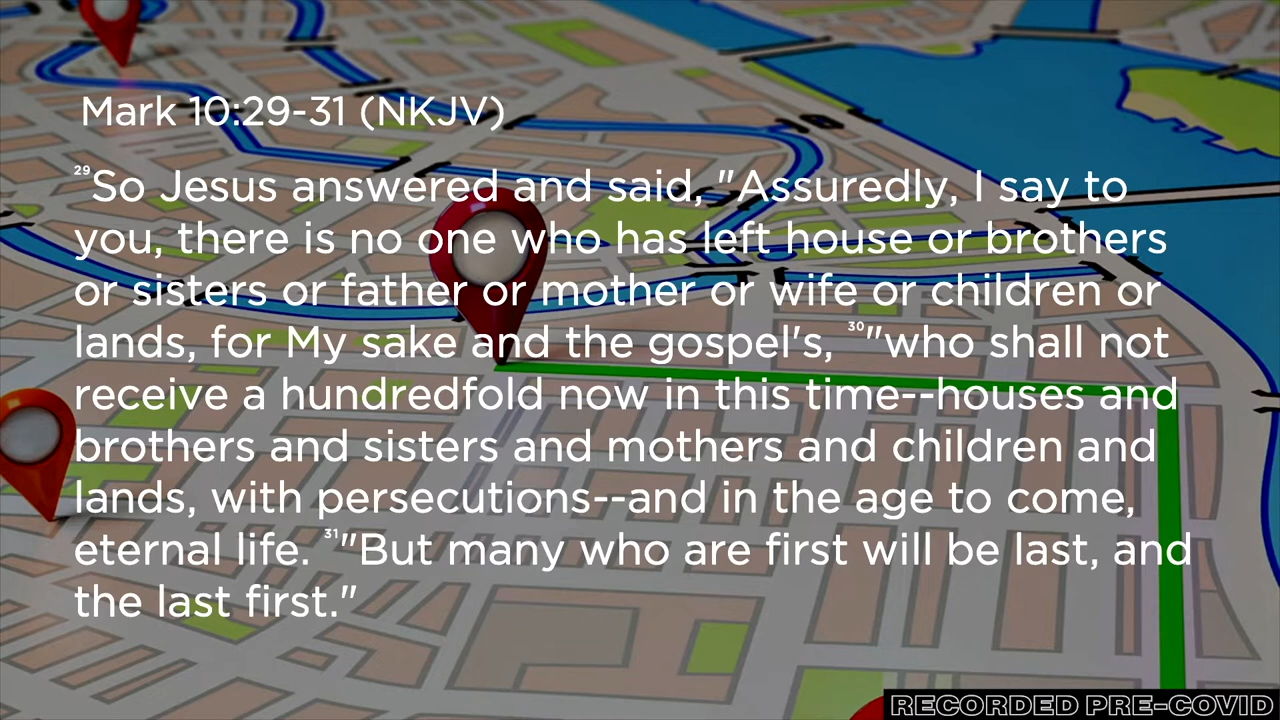 Mark 10:29-31 (NKJV)
29So Jesus answered and said, "Assuredly, I say to
you, there is no one who has left house or brothers
or sisters or father or mother or wife or children or
lands, for My sake and the gospel's, 30"who shall not
receive a hundredfold now in this time--houses and
brothers and sisters and mothers and children and
lands, with persecutions--and in the age to come,
eternal life. 31"But many who are first will be last, and
the last first."
RECORDED PRE-COVID